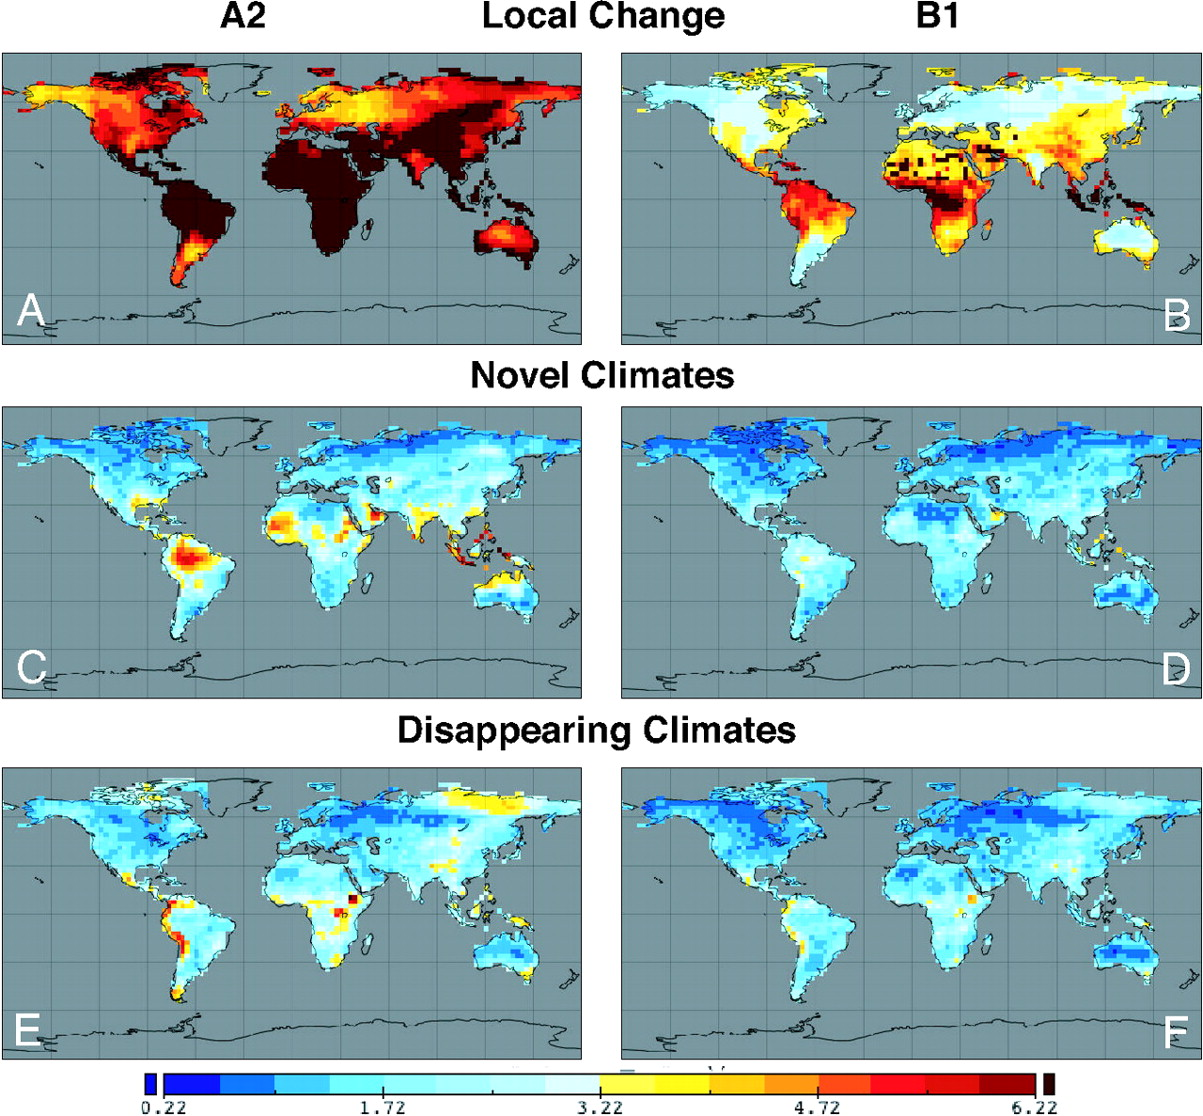 A2 Local Change B1
A B
Novel Climates
C D
Disappearing Climates
E F
0.22 1.72 3.22 4.72 6.22